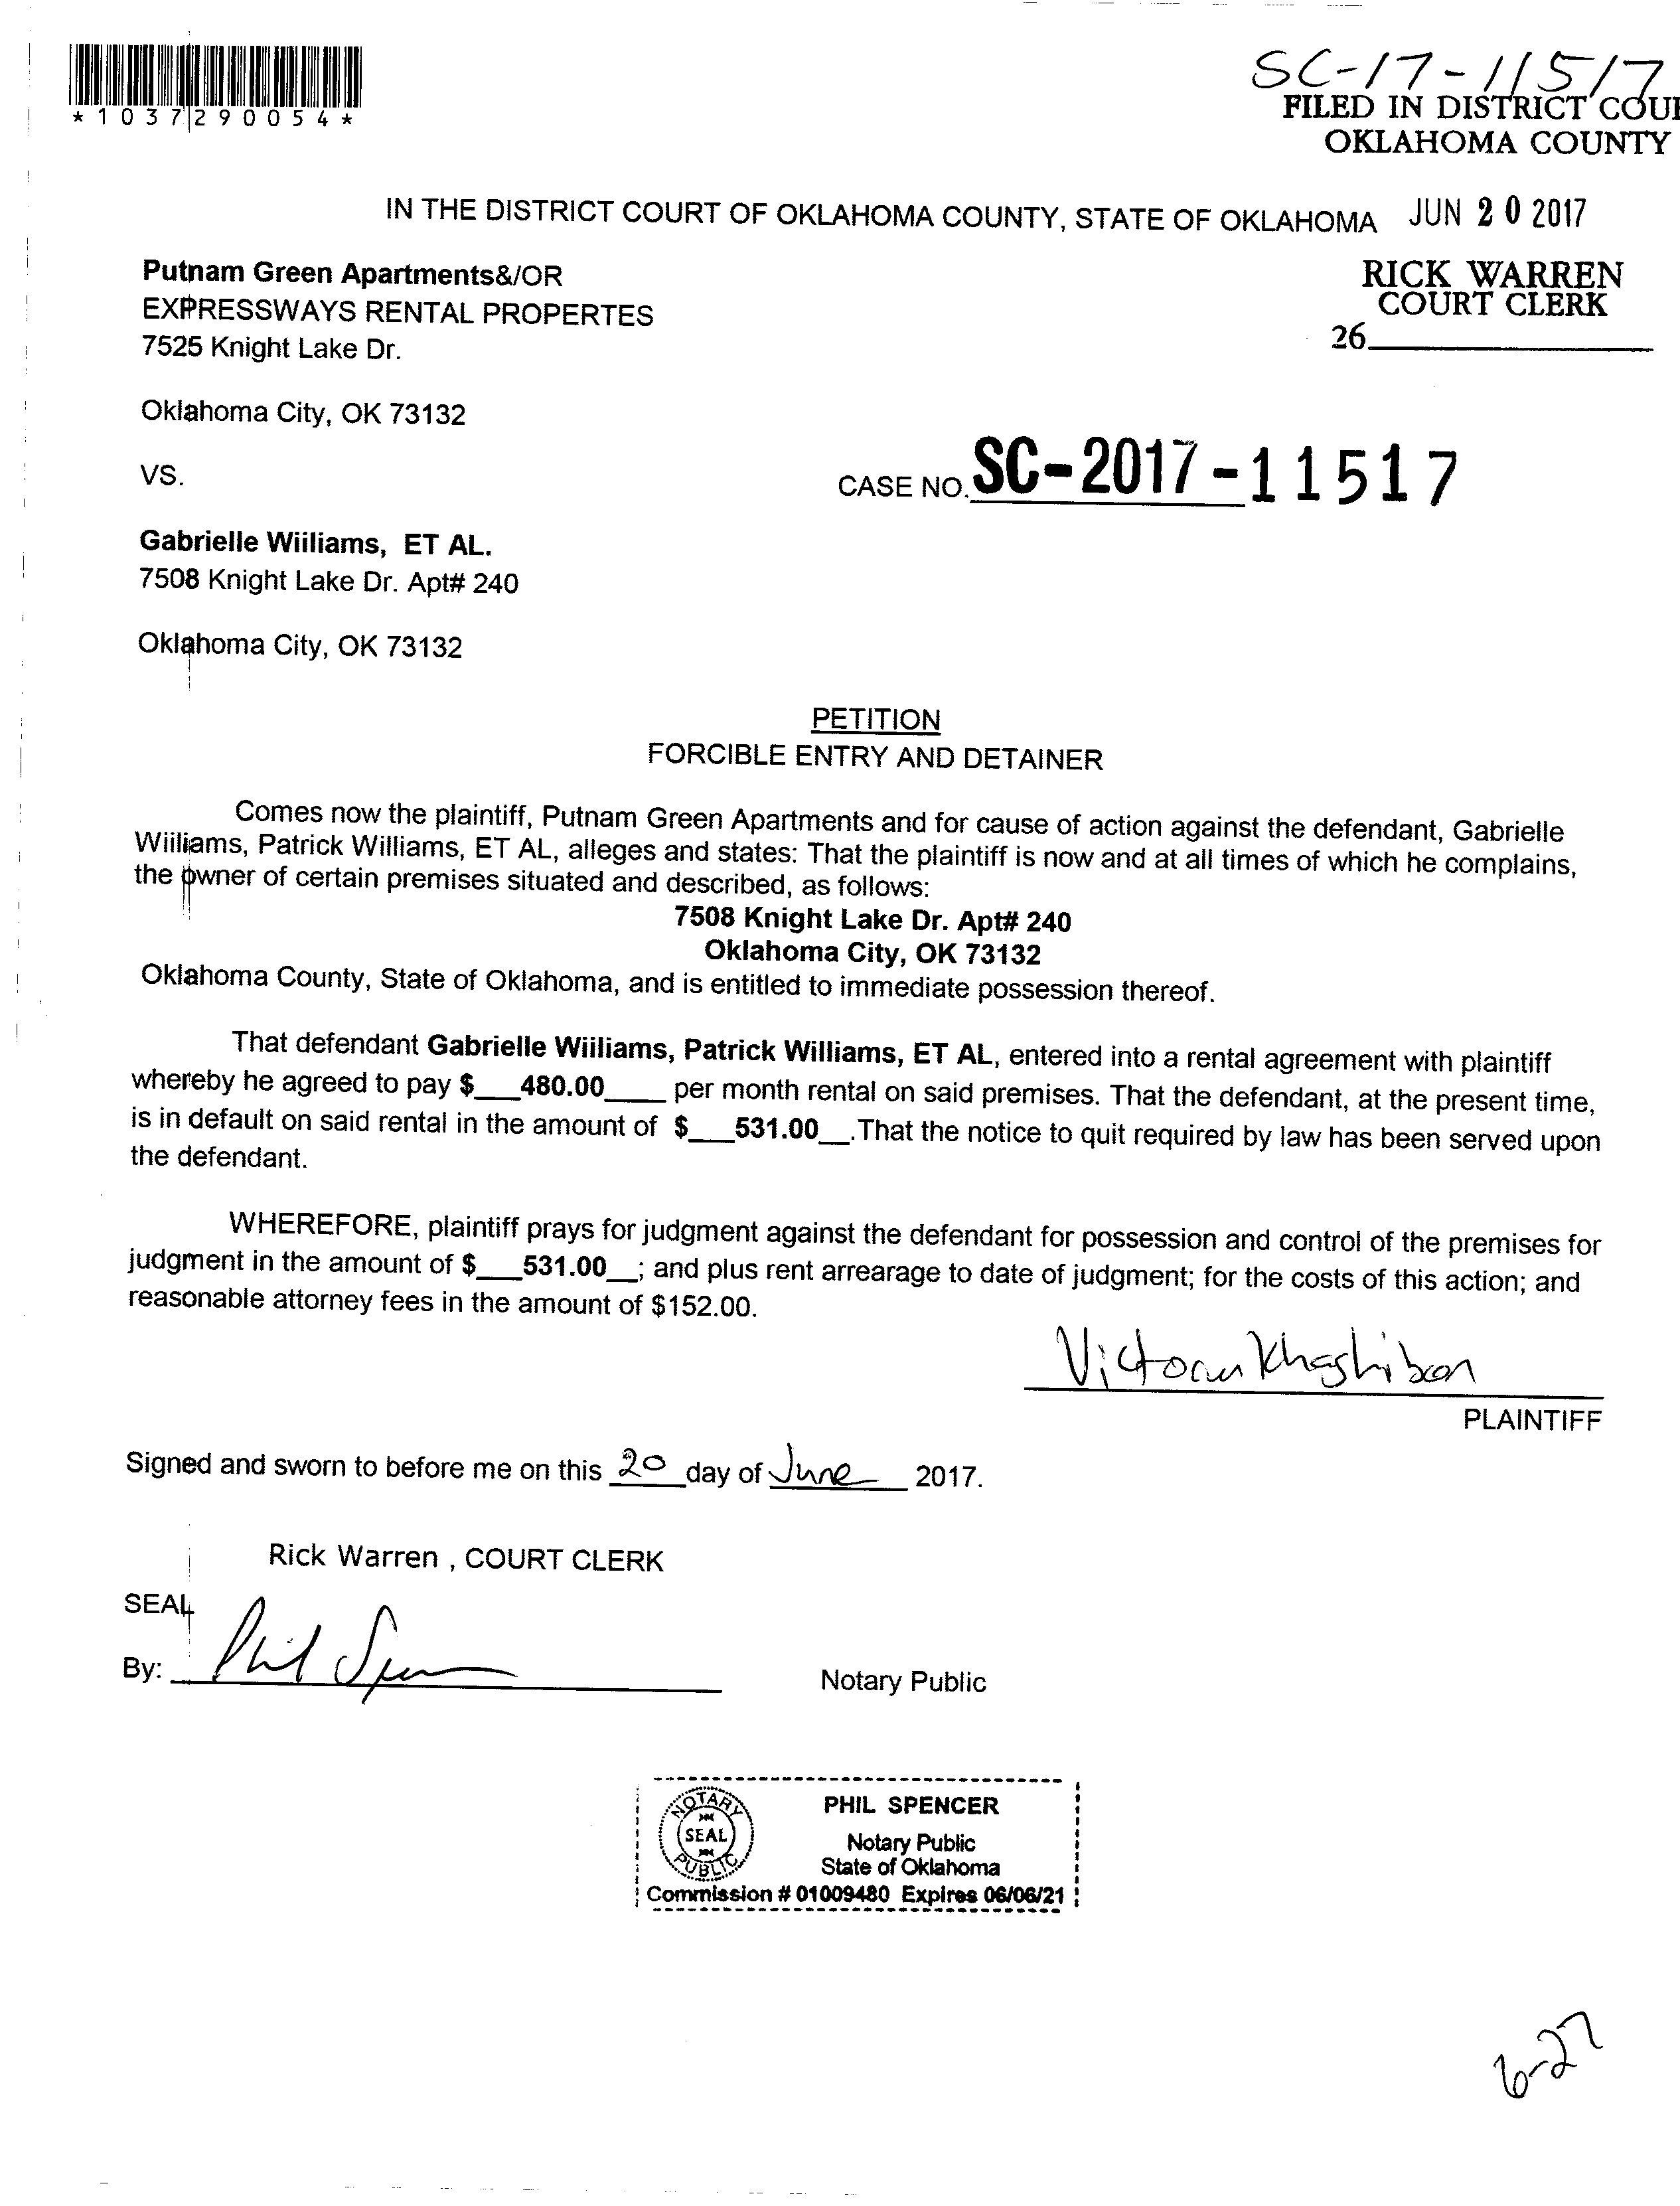 SC-17-11517
*1037290054*
FILED IN DISTRICT COU
OKLAHOMA COUNTY
IN THE DISTRICT COURT OF OKLAHOMA COUNTY, STATE OF OKLAHOMA JUN 20 2017
Putnam Green Apartments&/OR
EXPRESSWAYS RENTAL PROPERTES
7525 Knight Lake Dr.
RICK WARREN
COURT CLERK
26
Oklahoma City, OK 73132
VS.
CASE NO. SC-2017-11517
Gabrielle Wiiliams, ET AL.
7508 Knight Lake Dr. Apt# 240
Oklahoma City, OK 73132
PETITION
FORCIBLE ENTRY AND DETAINER
Comes now the plaintiff, Putnam Green Apartments and for cause of action against the defendant, Gabrielle
Wiiliams, Patrick Williams, ET AL, alleges and states: That the plaintiff is now and at all times of which he complains,
the owner of certain premises situated and described, as follows:
7508 Knight Lake Dr. Apt# 240
Oklahoma City, OK 73132
Oklahoma County, State of Oklahoma, and is entitled to immediate possession thereof.
That defendant Gabrielle Wiiliams, Patrick Williams, ET AL, entered into a rental agreement with plaintiff
whereby he agreed to pay $___480.00____ per month rental on said premises. That the defendant, at the present time,
is in default on said rental in the amount of $___531.00__.That the notice to quit required by law has been served upon
the defendant.
WHEREFORE, plaintiff prays for judgment against the defendant for possession and control of the premises for
judgment in the amount of $___531.00__; and plus rent arrearage to date of judgment; for the costs of this action; and
reasonable attorney fees in the amount of $152.00.
PLAINTIFF
Signed and sworn to before me on this 20 day of June 2017.
Rick Warren , COURT CLERK
SEAL
By: Phil Spencer
Notary Public
NOTARY PUBLIC
SEAL
PHIL SPENCER
Notary Public
State of Oklahoma
Commission # 01009480 Expires 06/06/21
6-27